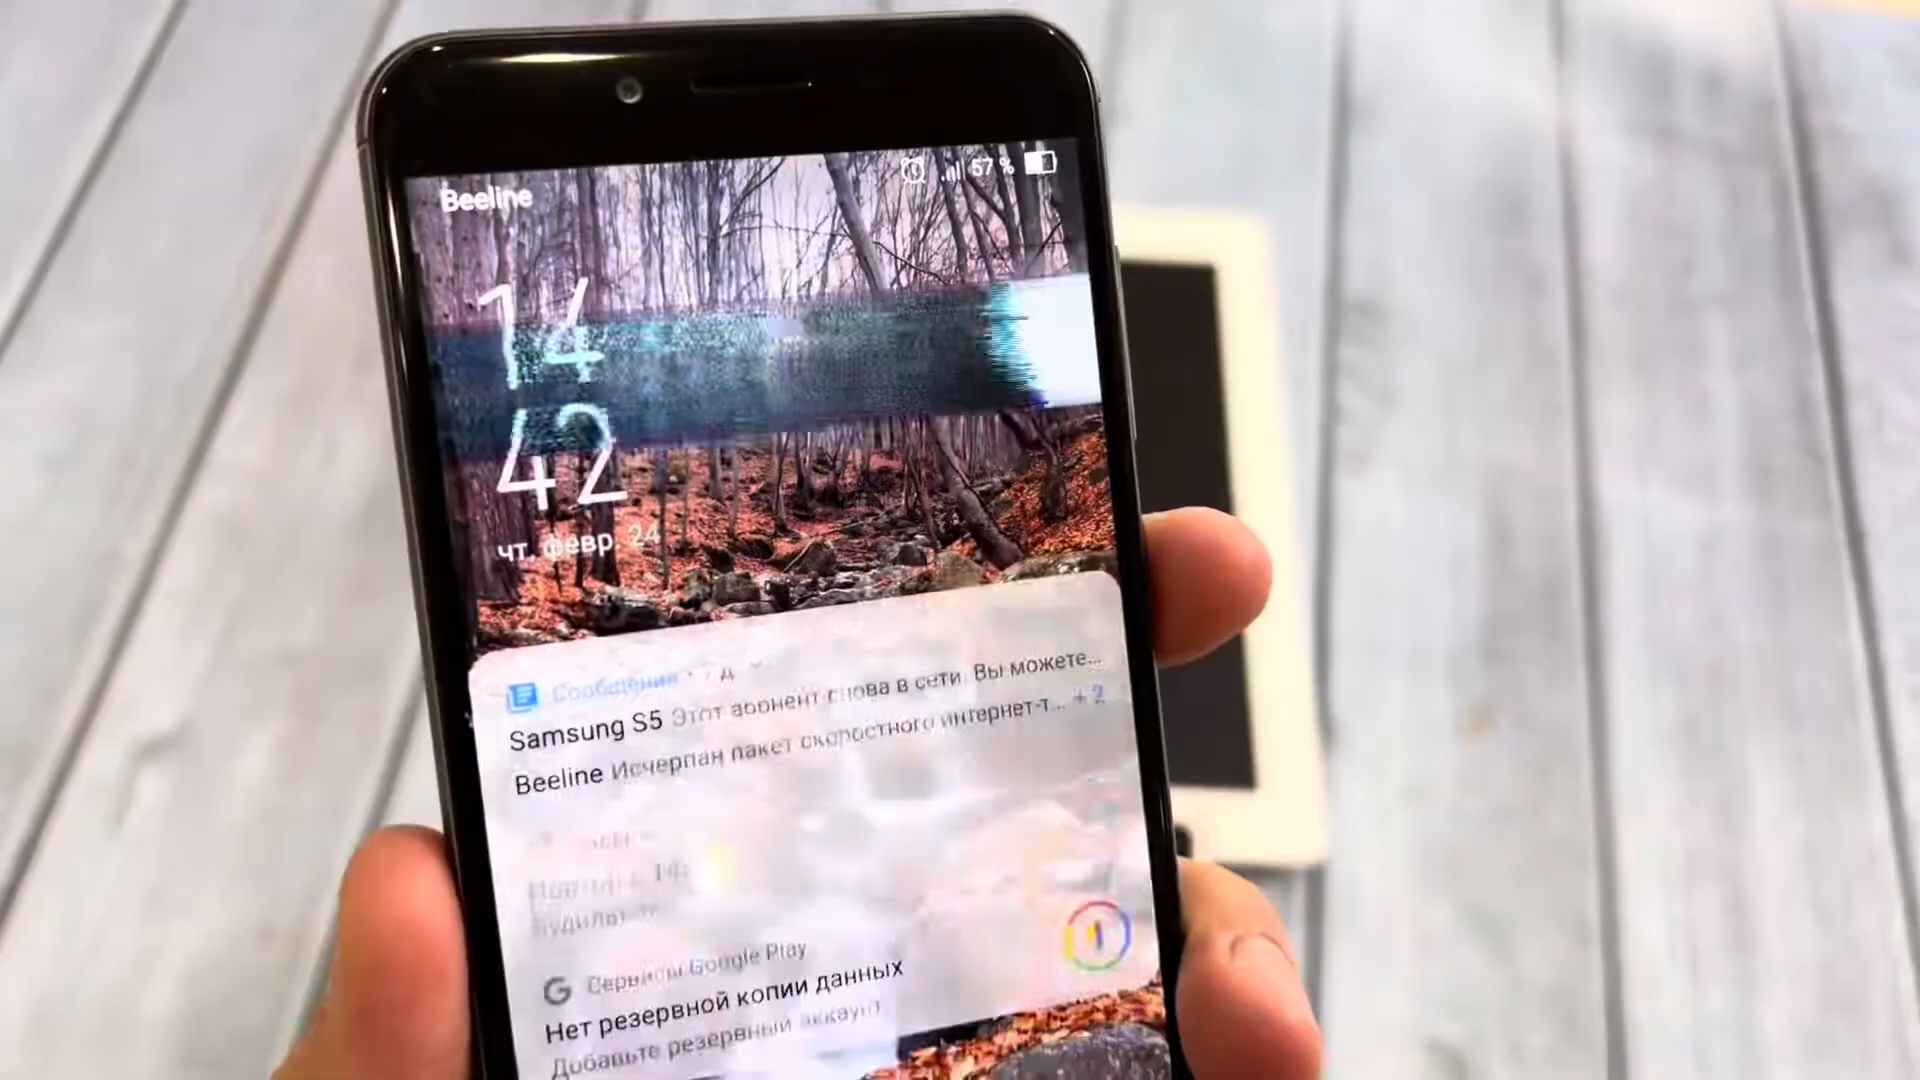 Beeline
57 %
14
42
чт, февр. 24
Сообщения
Samsung S5 Этот абонент снова в сети. Вы можете...
Beeline Исчерпан пакет скоростного интернет-т... + 2
G Сервисы Google Play
Нет резервной копии данных
Добавьте резервный аккаунт